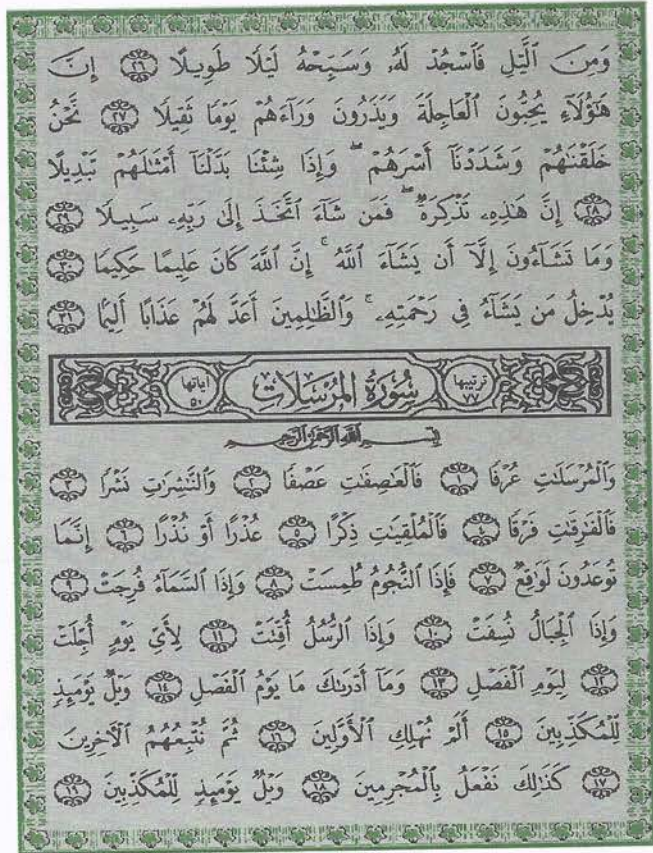 وَمِنَ ٱلَّيْلِ فَٱسْجُدْ لَهُۥ وَسَبِّحْهُ لَيْلًا طَوِيلًا ٢٦ إِنَّ
هَٰٓؤُلَآءِ يُحِبُّونَ ٱلْعَاجِلَةَ وَيَذَرُونَ وَرَآءَهُمْ يَوْمًا ثَقِيلًا ٢٧ نَّحْنُ
خَلَقْنَٰهُمْ وَشَدَدْنَآ أَسْرَهُمْ ۖ وَإِذَا شِئْنَا بَدَّلْنَآ أَمْثَٰلَهُمْ تَبْدِيلًا
٢٨ إِنَّ هَٰذِهِۦ تَذْكِرَةٌ ۖ فَمَن شَآءَ ٱتَّخَذَ إِلَىٰ رَبِّهِۦ سَبِيلًا ٢٩
وَمَا تَشَآءُونَ إِلَّآ أَن يَشَآءَ ٱللَّهُ ۚ إِنَّ ٱللَّهَ كَانَ عَلِيمًا حَكِيمًا ٣٠
يُدْخِلُ مَن يَشَآءُ فِى رَحْمَتِهِۦ ۚ وَٱلظَّٰلِمِينَ أَعَدَّ لَهُمْ عَذَابًا أَلِيمًا ٣١
ترتيبها ٧٧ سُورَةُ المُرْسَلَاتِ آياتها ٥٠
بِسْمِ ٱللَّهِ ٱلرَّحْمَٰنِ ٱلرَّحِيمِ
وَٱلْمُرْسَلَٰتِ عُرْفًا ١ فَٱلْعَٰصِفَٰتِ عَصْفًا ٢ وَٱلنَّٰشِرَٰتِ نَشْرًا ٣
فَٱلْفَٰرِقَٰتِ فَرْقًا ٤ فَٱلْمُلْقِيَٰتِ ذِكْرًا ٥ عُذْرًا أَوْ نُذْرًا ٦ إِنَّمَا
تُوعَدُونَ لَوَٰقِعٌ ٧ فَإِذَا ٱلنُّجُومُ طُمِسَتْ ٨ وَإِذَا ٱلسَّمَآءُ فُرِجَتْ ٩
وَإِذَا ٱلْجِبَالُ نُسِفَتْ ١٠ وَإِذَا ٱلرُّسُلُ أُقِّتَتْ ١١ لِأَىِّ يَوْمٍ أُجِّلَتْ
١٢ لِيَوْمِ ٱلْفَصْلِ ١٣ وَمَآ أَدْرَىٰكَ مَا يَوْمُ ٱلْفَصْلِ ١٤ وَيْلٌ يَوْمَئِذٍ
لِّلْمُكَذِّبِينَ ١٥ أَلَمْ نُهْلِكِ ٱلْأَوَّلِينَ ١٦ ثُمَّ نُتْبِعُهُمُ ٱلْءَاخِرِينَ
١٧ كَذَٰلِكَ نَفْعَلُ بِٱلْمُجْرِمِينَ ١٨ وَيْلٌ يَوْمَئِذٍ لِّلْمُكَذِّبِينَ ١٩